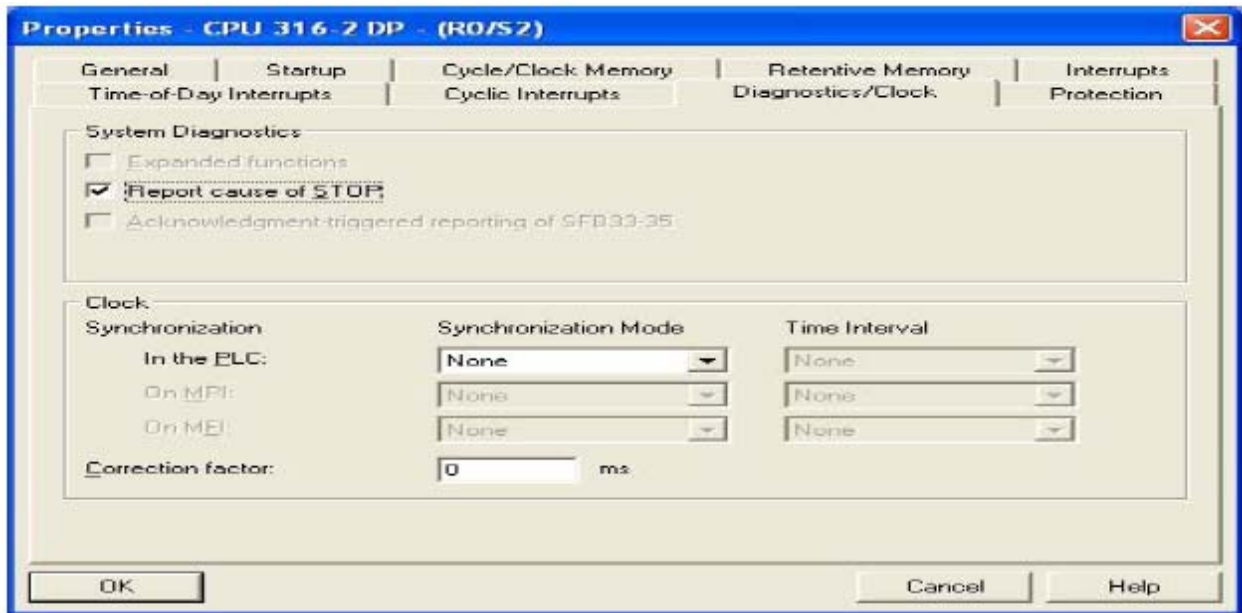 Properties - CPU 316-2 DP - (R0/S2)
General Startup Cycle/Clock Memory Retentive Memory Interrupts
Time-of-Day Interrupts Cyclic Interrupts Diagnostics/Clock Protection
System Diagnostics
Expanded functions
Report cause of STOP
Acknowledgment-triggered reporting of SFB33-35
Clock
Synchronization Synchronization Mode Time Interval
In the PLC: None None
On MPI: None None
On MFI: None None
Correction factor: 0 ms
OK Cancel Help